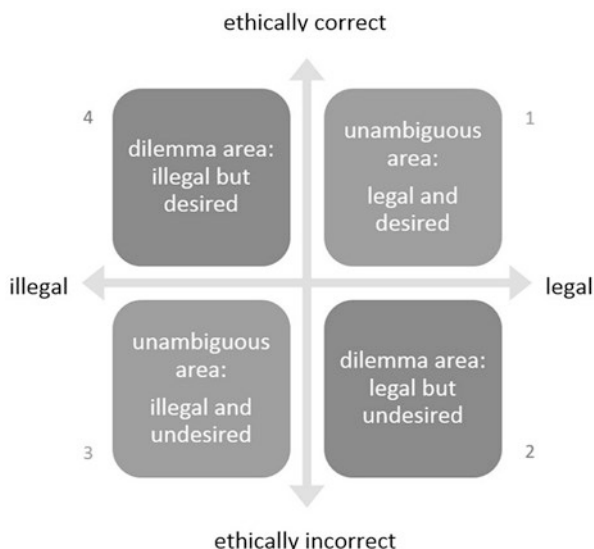 ethically correct
4
dilemma area:
illegal but
desired
1
unambiguous
area:
legal and
desired
illegal
legal
unambiguous
area:
illegal and
undesired
3
dilemma area:
legal but
undesired
2
ethically incorrect